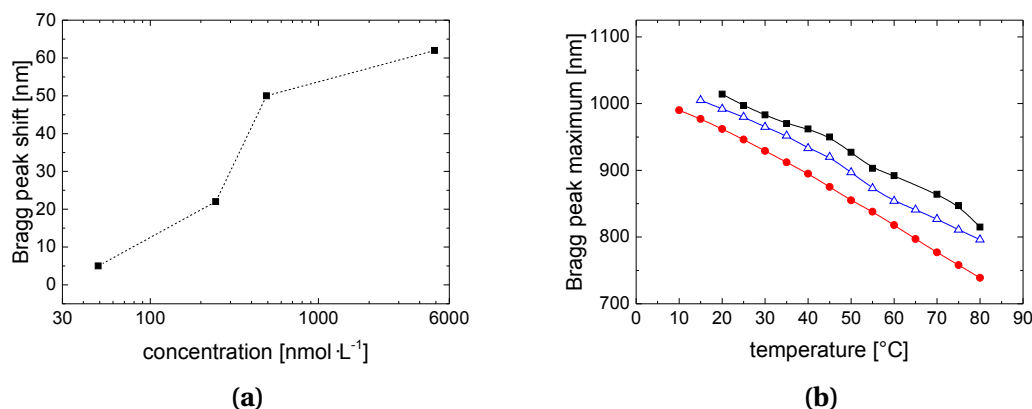 70
60
50
40
30
20
10
0
Bragg peak shift [nm]
30 100 1000 6000
concentration [nmol·L⁻¹]
(a)
1100
1000
900
800
700
Bragg peak maximum [nm]
0 10 20 30 40 50 60 70 80 90
temperature [°C]
(b)